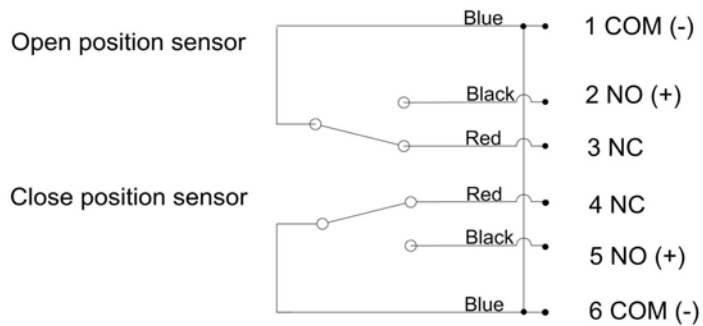 Blue 1 COM (-)
Open position sensor
Black 2 NO (+)
Red 3 NC
Close position sensor
Red 4 NC
Black 5 NO (+)
Blue 6 COM (-)